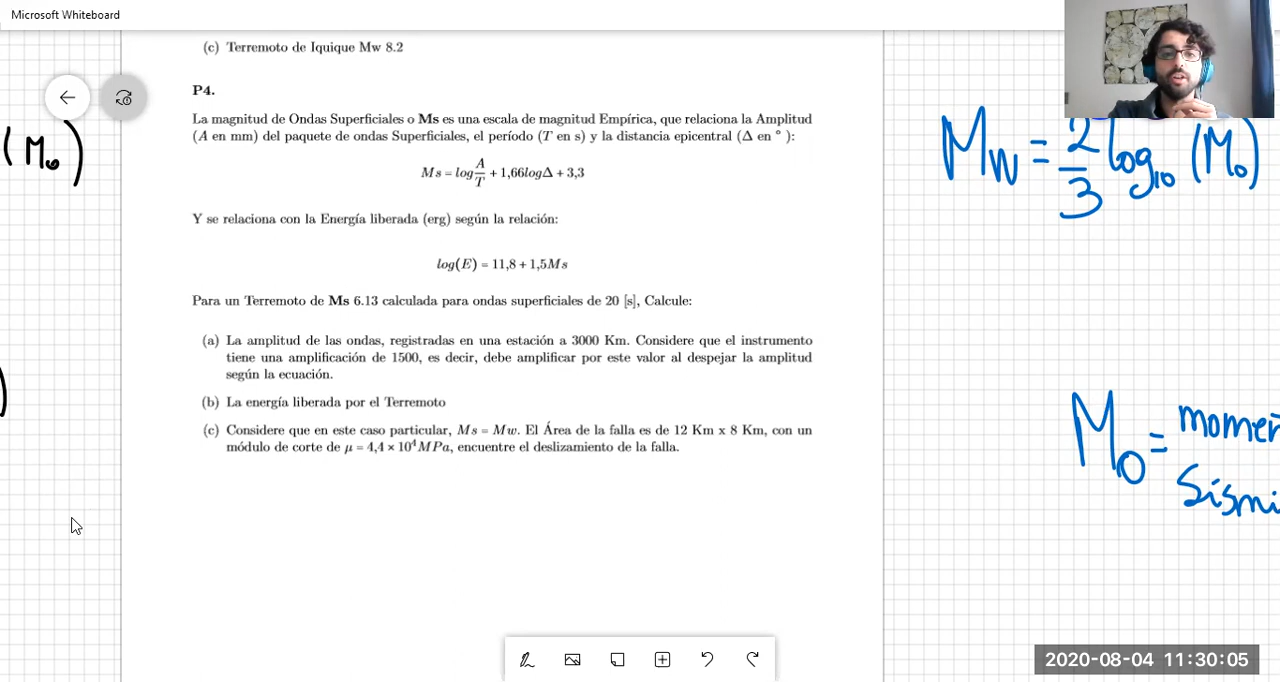 Microsoft Whiteboard
(c) Terremoto de Iquique Mw 8.2
P4.
La magnitud de Ondas Superficiales o Ms es una escala de magnitud Empírica, que relaciona la Amplitud
(A en mm) del paquete de ondas Superficiales, el período (T en s) y la distancia epicentral (Δ en ° ):
Ms = log A/T + 1,66logΔ + 3,3
Y se relaciona con la Energía liberada (erg) según la relación:
log(E) = 11,8 + 1,5Ms
Para un Terremoto de Ms 6.13 calculada para ondas superficiales de 20 [s], Calcule:
(a) La amplitud de las ondas, registradas en una estación a 3000 Km. Considere que el instrumento
tiene una amplificación de 1500, es decir, debe amplificar por este valor al despejar la amplitud
según la ecuación.
(b) La energía liberada por el Terremoto
(c) Considere que en este caso particular, Ms = Mw. El Área de la falla es de 12 Km x 8 Km, con un
módulo de corte de μ = 4,4 × 10⁴MPa, encuentre el deslizamiento de la falla.
(M₀)
)
Mw = 2/3 log₁₀ (M₀)
M₀ = momen
sísmi
2020-08-04 11:30:05